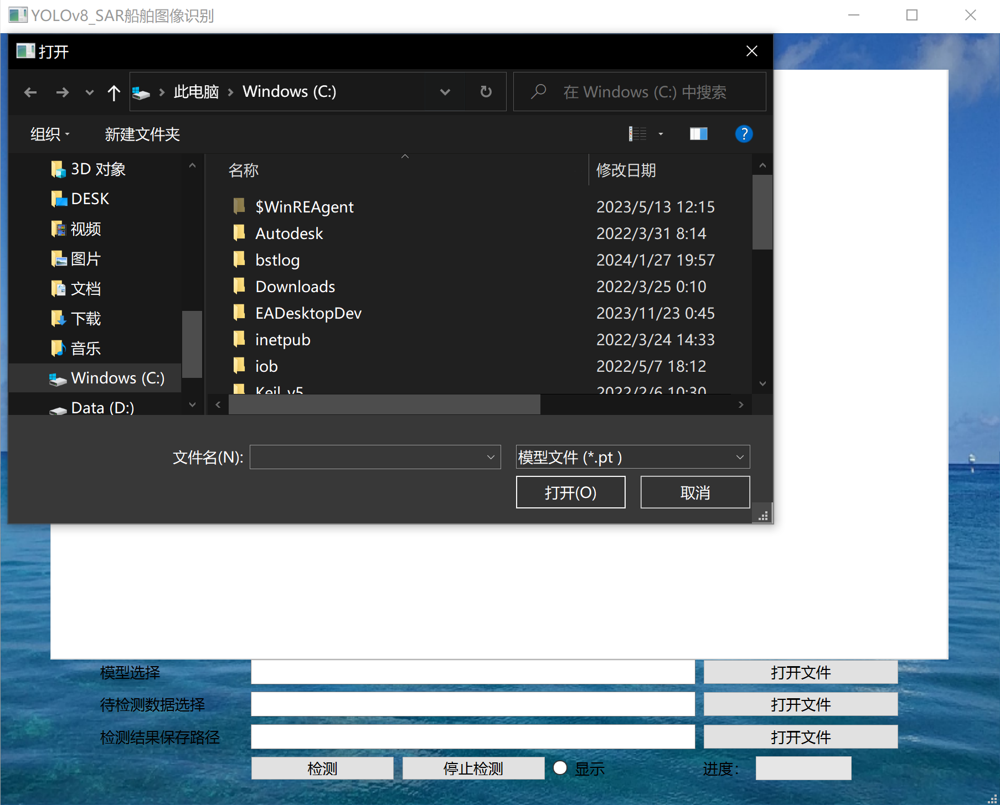 YOLOv8_SAR船舶图像识别
打开
此电脑 Windows (C:)
在 Windows (C:) 中搜索
组织
新建文件夹
?
3D 对象
DESK
视频
图片
文档
下载
音乐
Windows (C:)
Data (D:)
名称 修改日期
$WinREAgent 2023/5/13 12:15
Autodesk 2022/3/31 8:14
bstlog 2024/1/27 19:57
Downloads 2022/3/25 0:10
EADesktopDev 2023/11/23 0:45
inetpub 2022/3/24 14:33
iob 2022/5/7 18:12
Keil_v5 2022/2/6 10:30
文件名(N): 模型文件 (*.pt )
打开(O) 取消
模型选择 打开文件
待检测数据选择 打开文件
检测结果保存路径 打开文件
检测 停止检测 显示 进度：